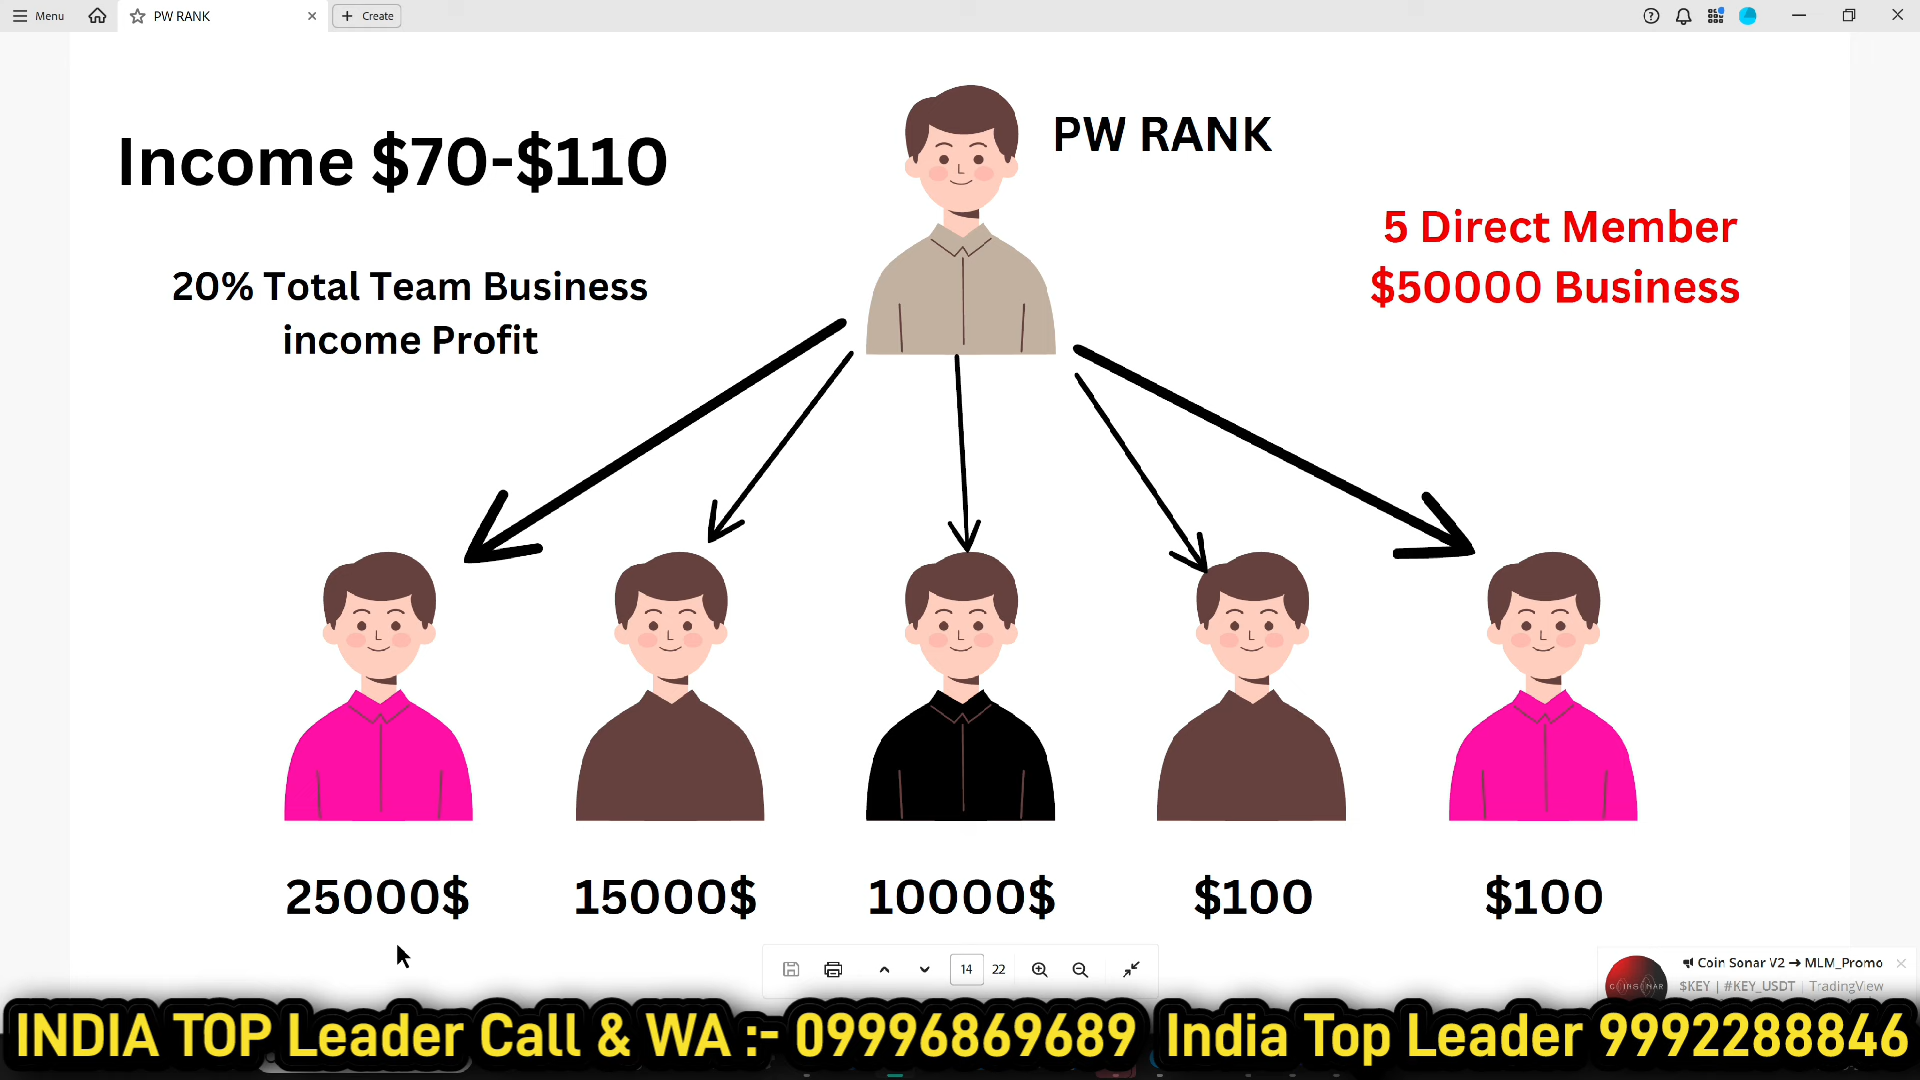 Menu
PW RANK
Create
PW RANK
Income $70-$110
5 Direct Member
$50000 Business
20% Total Team Business
income Profit
25000$ 15000$ 10000$ $100 $100
14 22
Coin Sonar V2 → MLM_Promo
$KEY | #KEY_USDT | TradingView
INDIA TOP Leader Call & WA :- 09996869689 India Top Leader 9992288846